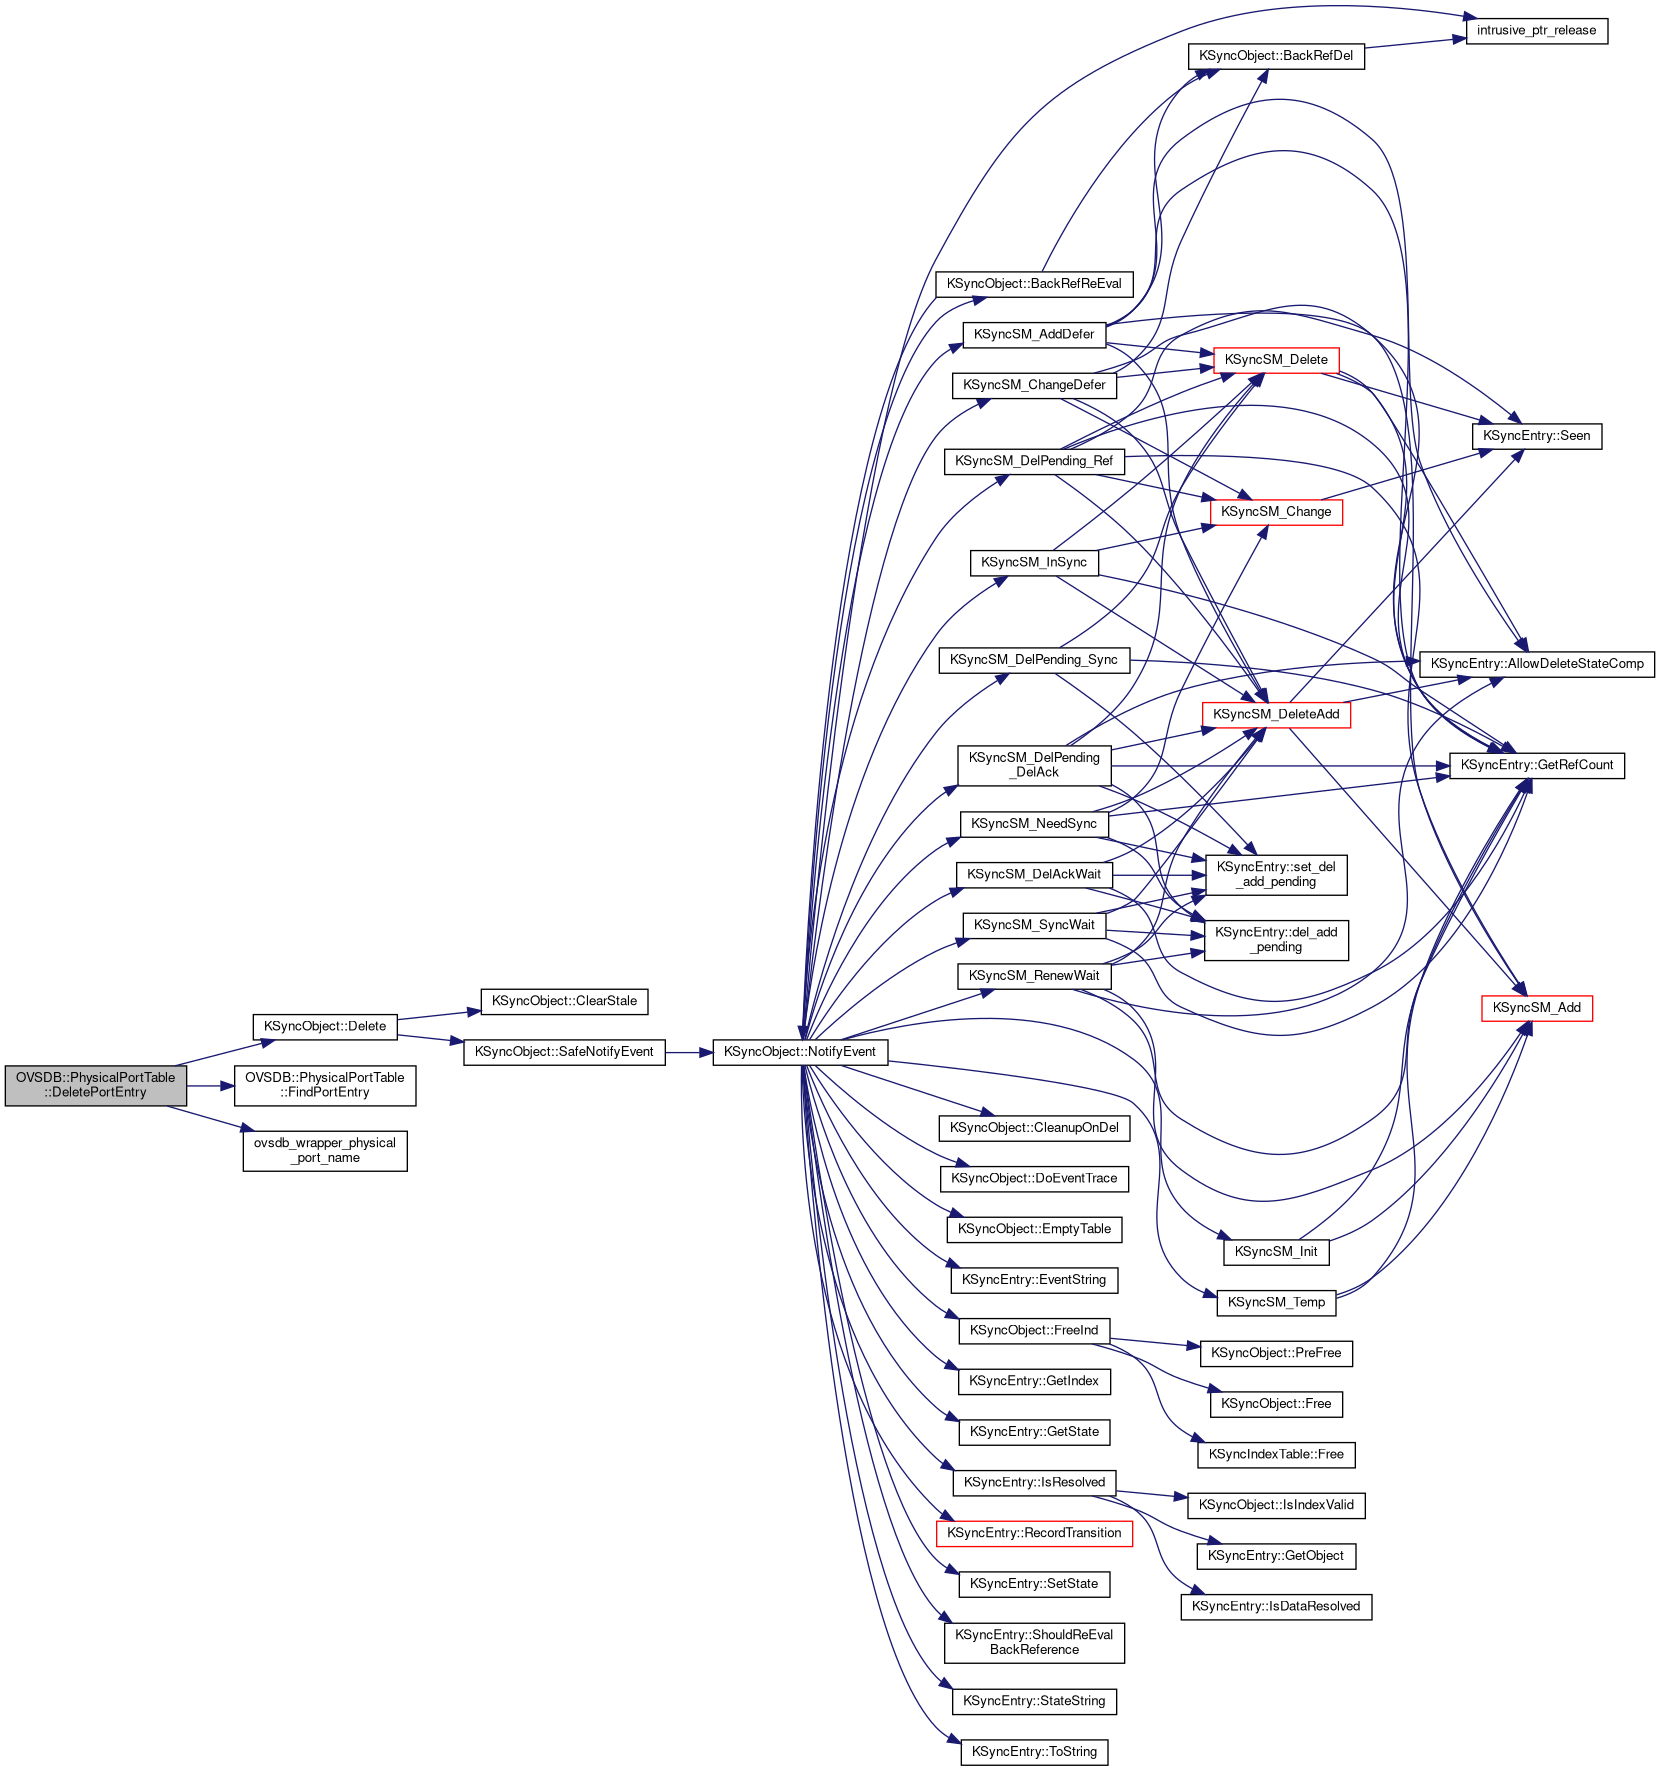 intrusive_ptr_release
KSyncObject::BackRefDel
KSyncObject::BackRefReEval
KSyncSM_AddDefer
KSyncSM_Delete
KSyncSM_ChangeDefer
KSyncEntry::Seen
KSyncSM_DelPending_Ref
KSyncSM_Change
KSyncSM_InSync
KSyncSM_DelPending_Sync
KSyncEntry::AllowDeleteStateComp
KSyncSM_DeleteAdd
KSyncSM_DelPending
_DelAck
KSyncEntry::GetRefCount
KSyncSM_NeedSync
KSyncSM_DelAckWait
KSyncEntry::set_del
_add_pending
KSyncSM_SyncWait
KSyncEntry::del_add
_pending
KSyncSM_RenewWait
KSyncObject::ClearStale
KSyncSM_Add
KSyncObject::Delete
KSyncObject::SafeNotifyEvent
KSyncObject::NotifyEvent
OVSDB::PhysicalPortTable
::DeletePortEntry
OVSDB::PhysicalPortTable
::FindPortEntry
ovsdb_wrapper_physical
_port_name
KSyncObject::CleanupOnDel
KSyncObject::DoEventTrace
KSyncObject::EmptyTable
KSyncSM_Init
KSyncEntry::EventString
KSyncSM_Temp
KSyncObject::FreeInd
KSyncObject::PreFree
KSyncEntry::GetIndex
KSyncObject::Free
KSyncEntry::GetState
KSyncIndexTable::Free
KSyncEntry::IsResolved
KSyncObject::IsIndexValid
KSyncEntry::RecordTransition
KSyncEntry::GetObject
KSyncEntry::SetState
KSyncEntry::IsDataResolved
KSyncEntry::ShouldReEval
BackReference
KSyncEntry::StateString
KSyncEntry::ToString